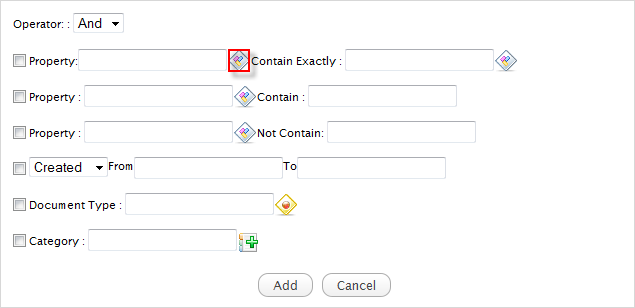 Operator: : And
Property: Contain Exactly :
Property : Contain :
Property : Not Contain:
Created From To
Document Type :
Category :
Add Cancel